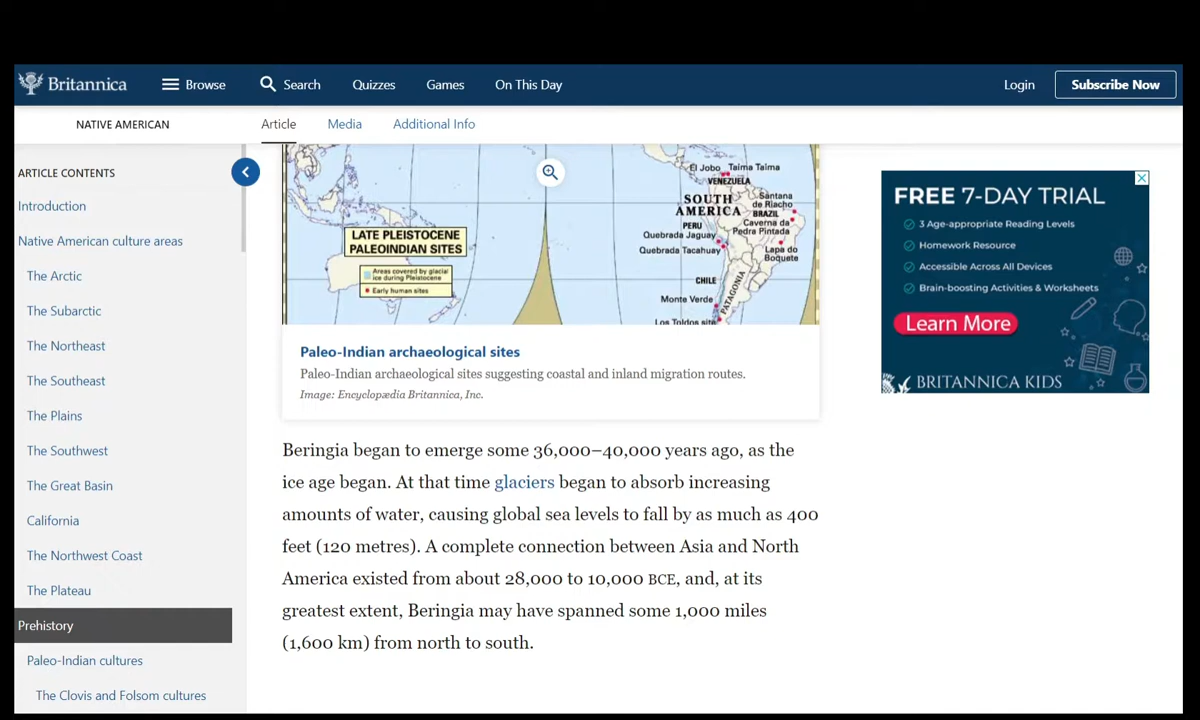 Britannica
Browse
Search
Quizzes
Games
On This Day
Login
Subscribe Now
NATIVE AMERICAN
Article
Media
Additional Info
ARTICLE CONTENTS
Introduction
Native American culture areas
The Arctic
The Subarctic
The Northeast
The Southeast
The Plains
The Southwest
The Great Basin
California
The Northwest Coast
The Plateau
Prehistory
Paleo-Indian cultures
The Clovis and Folsom cultures
LATE PLEISTOCENE
PALEOINDIAN SITES
Areas covered by glacial
ice during Pleistocene
Early human sites
El Jobo
Taima Taima
VENEZUELA
SOUTH
AMERICA
Santana
de Riacho
BRAZIL
PERU
Caverna da
Pedra Pintada
Quebrada Jaguay
Quebrada Tacahuay
Lapa do
Boquete
CHILE
PATAGONIA
Monte Verde
Los Toldos site
Paleo-Indian archaeological sites
Paleo-Indian archaeological sites suggesting coastal and inland migration routes.
Image: Encyclopædia Britannica, Inc.
Beringia began to emerge some 36,000–40,000 years ago, as the
ice age began. At that time glaciers began to absorb increasing
amounts of water, causing global sea levels to fall by as much as 400
feet (120 metres). A complete connection between Asia and North
America existed from about 28,000 to 10,000 BCE, and, at its
greatest extent, Beringia may have spanned some 1,000 miles
(1,600 km) from north to south.
FREE 7-DAY TRIAL
3 Age-appropriate Reading Levels
Homework Resource
Accessible Across All Devices
Brain-boosting Activities & Worksheets
Learn More
BRITANNICA KIDS